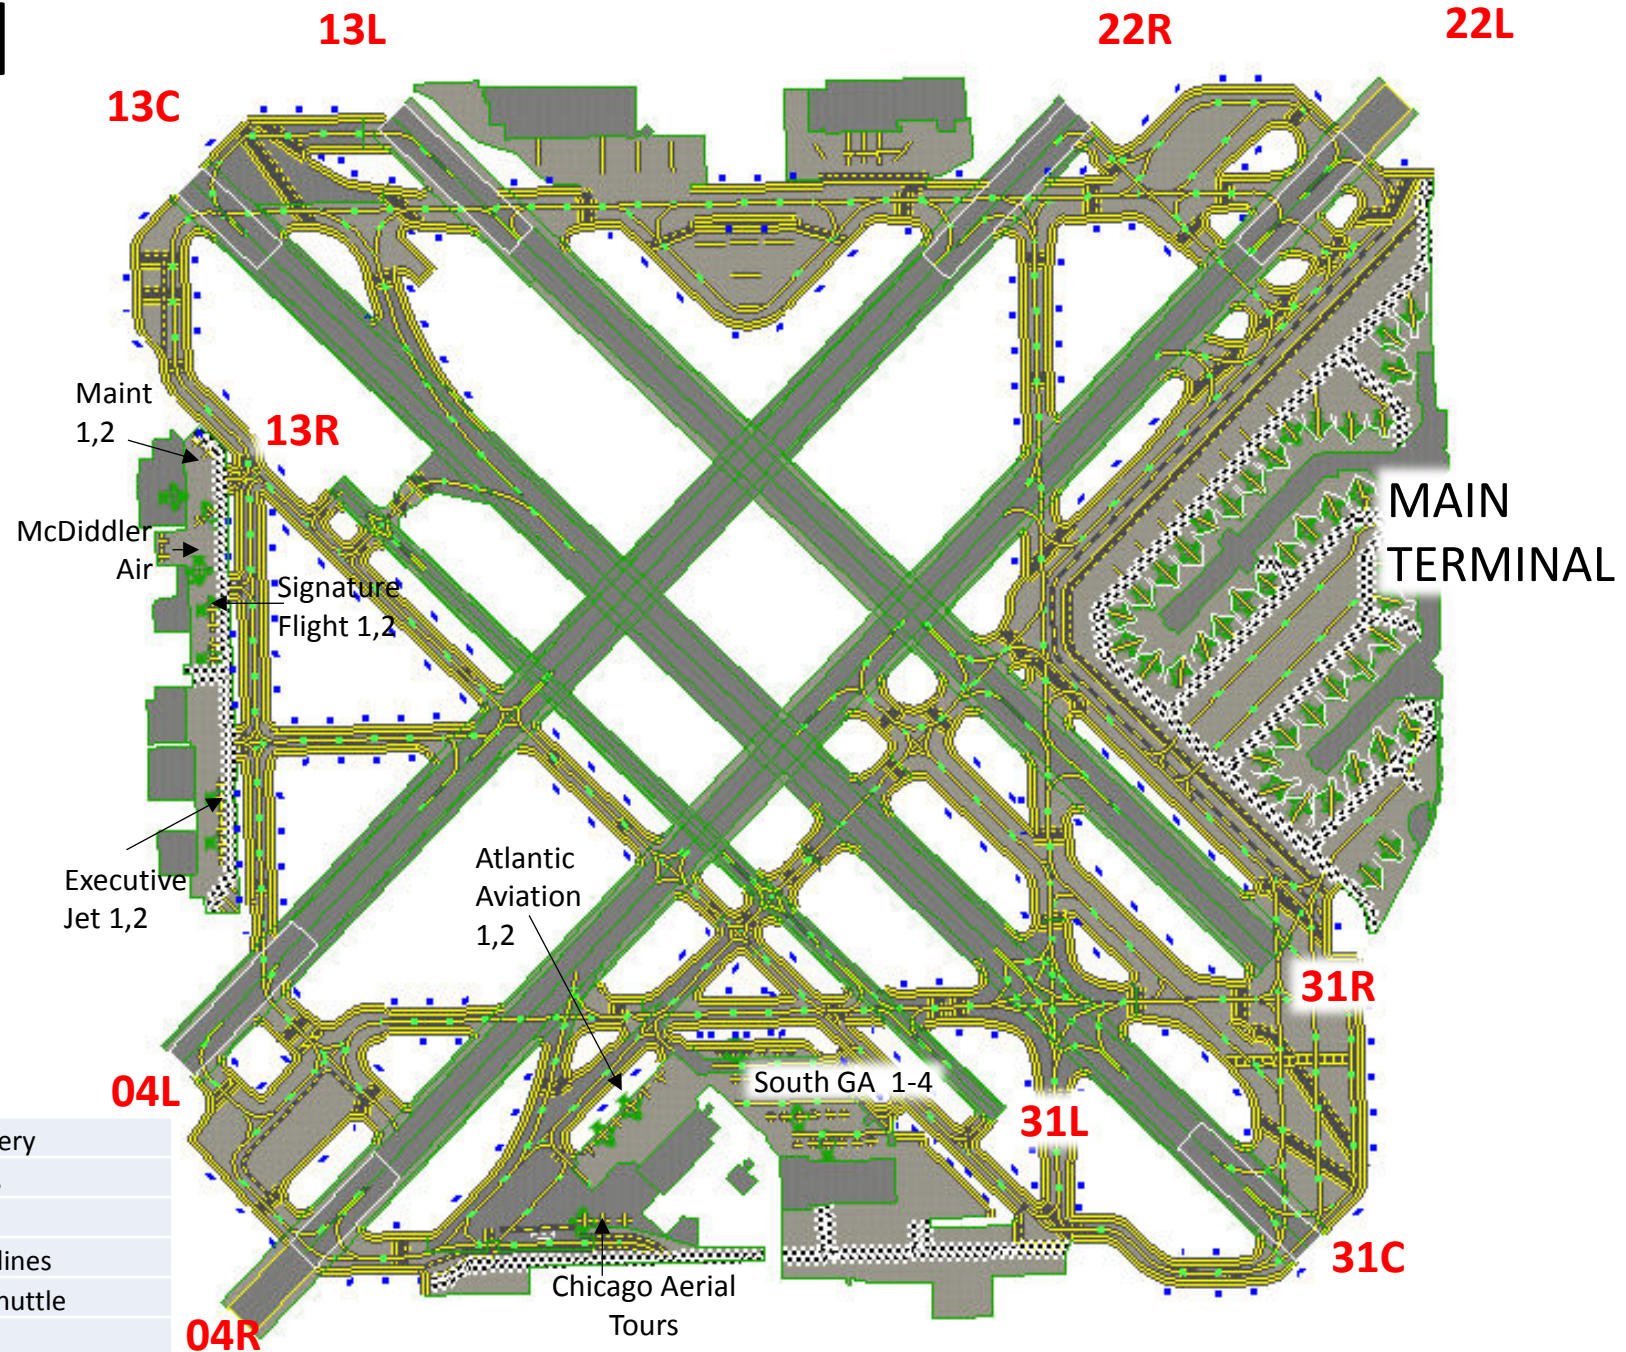 13L
22R
22L
13C
Maint
1,2
13R
MAIN
TERMINAL
McDiddler
Air
Signature
Flight 1,2
Atlantic
Aviation
1,2
Executive
Jet 1,2
31R
South GA 1-4
04L
31L
ery
lines
31C
Chicago Aerial
Tours
04R